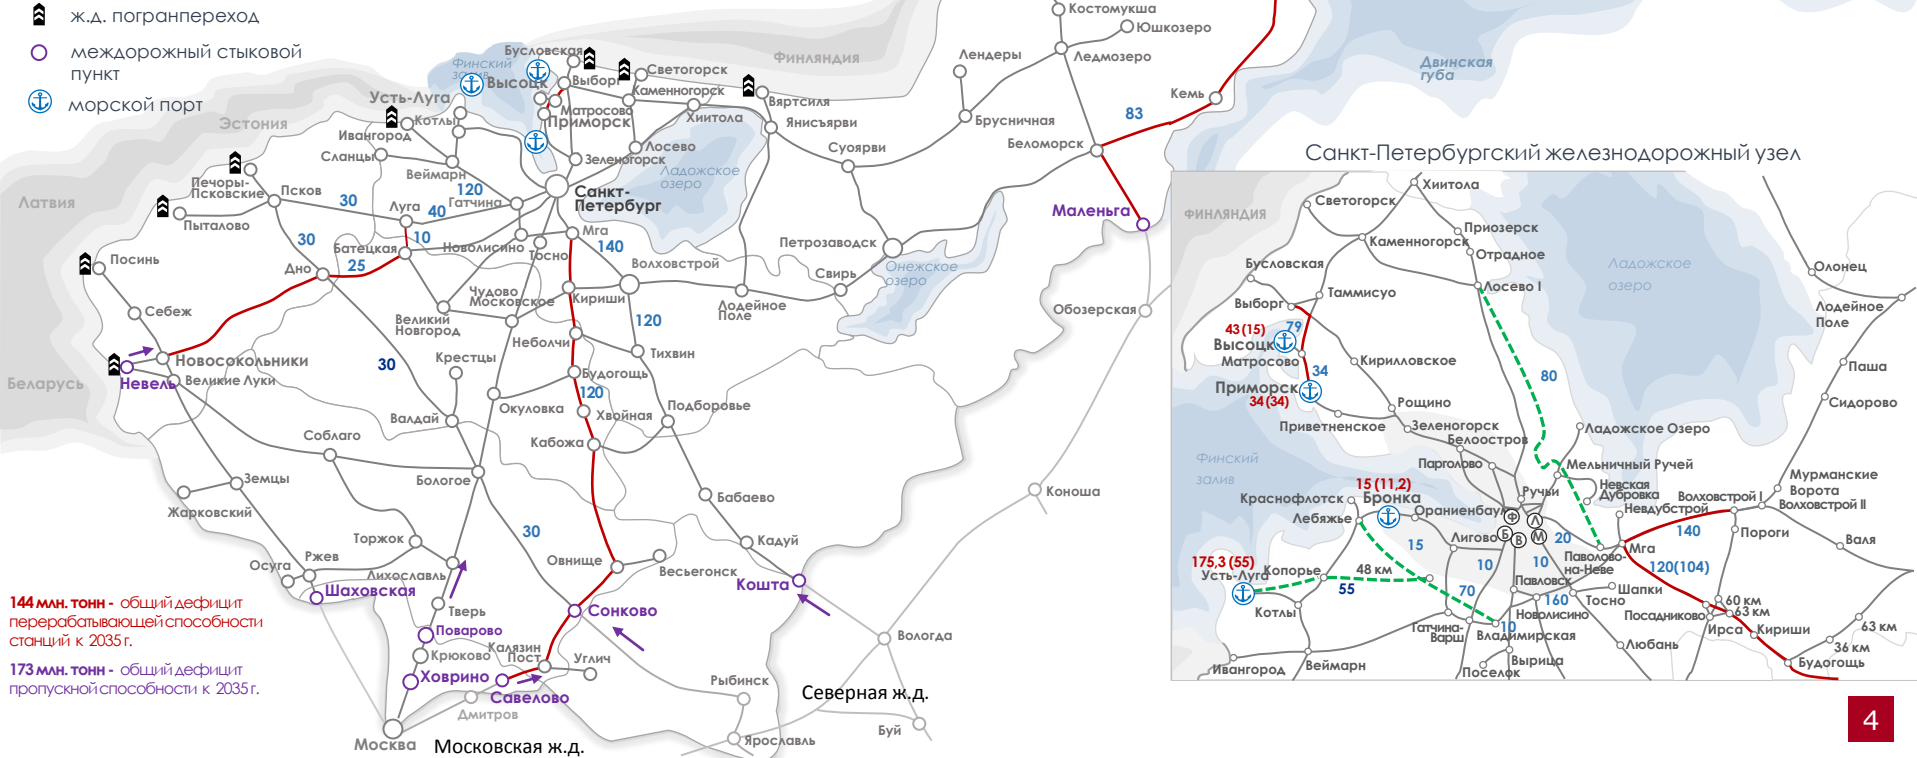 ж.д. погранпереход
междорожный стыковой
пункт
морской порт
Бусловская
Финский
залив
Высоцк
Выборг
Светогорск
Финляндия
Каменногорск
Матросово
Приморск
Хиитола
Вяртсиля
Янисъярви
Усть-Луга
Котлы
Ивангород
Эстония
Сланцы
Веймарн
Зеленогорск
Лосево
Ладожское
озеро
Суоярви
Лендеры
Брусничная
Костомукша
Юшкозеро
Ледмозеро
Кемь
83
Беломорск
Двинская
губа
Маленьга
Латвия
Печоры-
Псковские
Псков
30
Пыталово
120
Гатчина
Луга
40
10
Санкт-
Петербург
30
Батецкая
25
Новолисино
Тосно
Мга
140
Волховстрой
Петрозаводск
Свирь
Онежское
озеро
Посинь
Дно
Себеж
Чудово
Московское
Великий
Новгород
Кириши
Лодейное
Поле
120
Обозерская
Новосокольники
Невель
Великие Луки
Беларусь
30
Крестцы
Неболчи
Тихвин
Будогощь
120
Окуловка
Хвойная
Подборовье
Валдай
Кабожа
Соблаго
Бологое
Земцы
Жарковский
Бабаево
Коноша
Торжок
30
Кадуй
Ржев
Осуга
Лихославль
Овнище
Весьегонск
Кошта
Шаховская
Сонково
Тверь
Поварово
Вологда
Крюково
Калязин
Пост
Углич
Ховрино
Савелово
Рыбинск
Северная ж.д.
Дмитров
Москва
Московская ж.д.
Ярославль
Буй
144 млн. тонн - общий дефицит
перерабатывающей способности
станций к 2035 г.
173 млн. тонн - общий дефицит
пропускной способности к 2035 г.
Санкт-Петербургский железнодорожный узел
Хиитола
Финляндия
Светогорск
Каменногорск
Приозерск
Отрадное
Бусловская
Лосево I
Ладожское
озеро
Олонец
Таммисуо
Выборг
Лодейное
Поле
43 (15)
79
Высоцк
Матросово
Кирилловское
34
Приморск
34 (34)
80
Паша
Сидорово
Рощино
Приветненское
Зеленогорск
Белоостров
Ладожское Озеро
Финский
залив
Парголово
Мельничный Ручей
Невская
Дубровка
Мурманские
Ворота
15 (11,2)
Краснофлотск
Бронка
Ручьи
Волховстрой I
Волховстрой II
Лебяжье
Ораниенбаум
Ф
Л
Б
В
М
Невдубстрой
15
Лигово
20
140
Пороги
Валя
175,3 (55)
Усть-Луга
Копорье
48 км
10
10
Паволово-
на-Неве
Мга
120(104)
55
70
Павловск
Шапки
160
Тосно
Котлы
Новолисино
60 км
63 км
Посадниково
Гатчина-
Варш
10
Владимирская
Ирса
Кириши
63 км
Любань
36 км
Ивангород
Веймарн
Вырица
Поселок
Будогощь
4